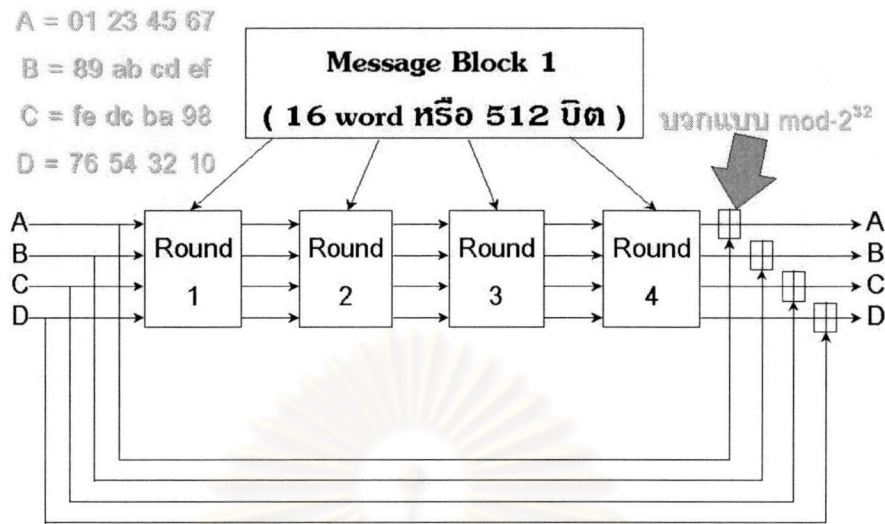 A = 01 23 45 67
B = 89 ab cd ef
C = fe dc ba 98
D = 76 54 32 10
Message Block 1
( 16 word หรือ 512 บิต )
บวกแบบ mod-2³²
A
B
C
D
Round
1
Round
2
Round
3
Round
4
A
B
C
D